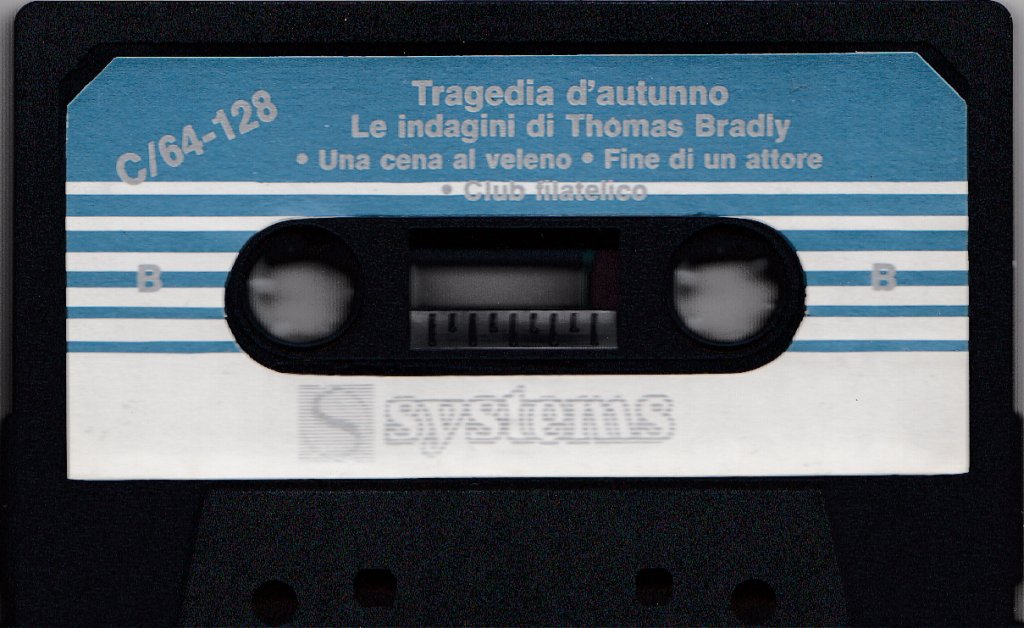 C/64-128
Tragedia d'autunno
Le indagini di Thomas Bradly
• Una cena al veleno • Fine di un attore
• Club filatelico
B B
S systems